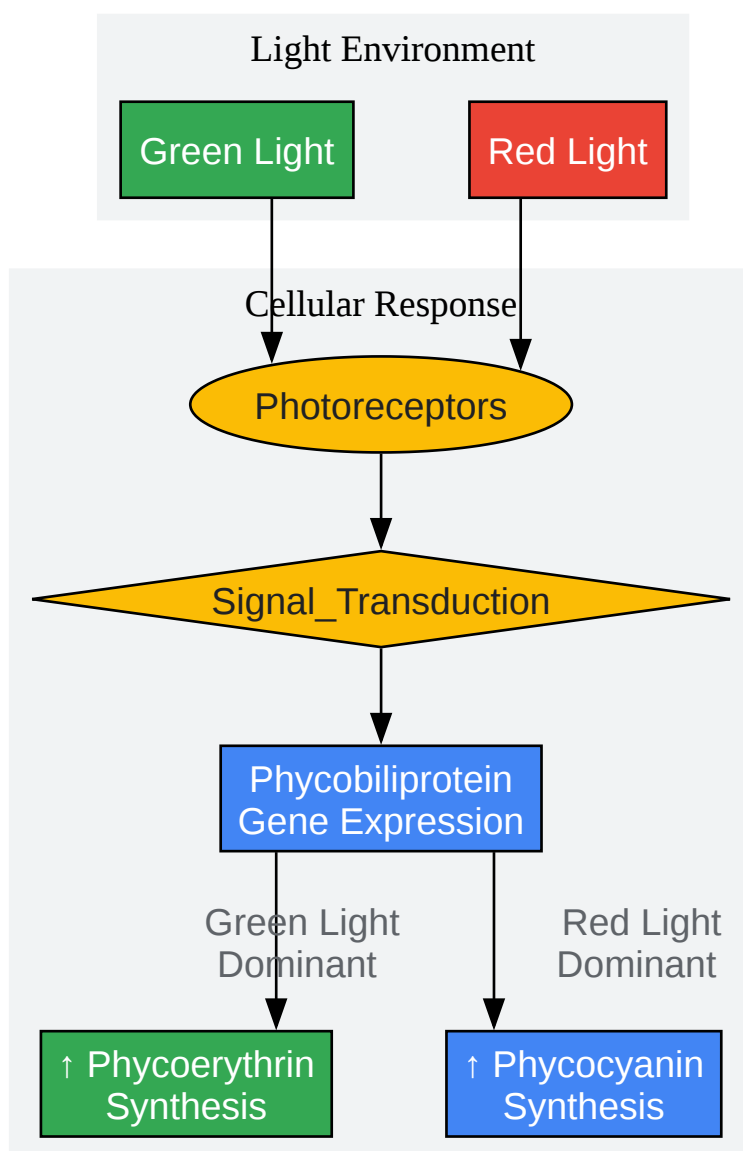 Light Environment
Green Light
Red Light
Cellular Response
Photoreceptors
Signal_Transduction
Phycobiliprotein
Gene Expression
Green Light
Dominant
Red Light
Dominant
↑ Phycoerythrin
Synthesis
↑ Phycocyanin
Synthesis